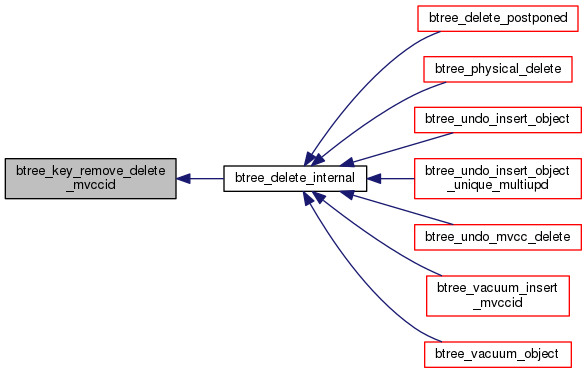 btree_key_remove_delete
_mvccid
btree_delete_internal
btree_delete_postponed
btree_physical_delete
btree_undo_insert_object
btree_undo_insert_object
_unique_multiupd
btree_undo_mvcc_delete
btree_vacuum_insert
_mvccid
btree_vacuum_object